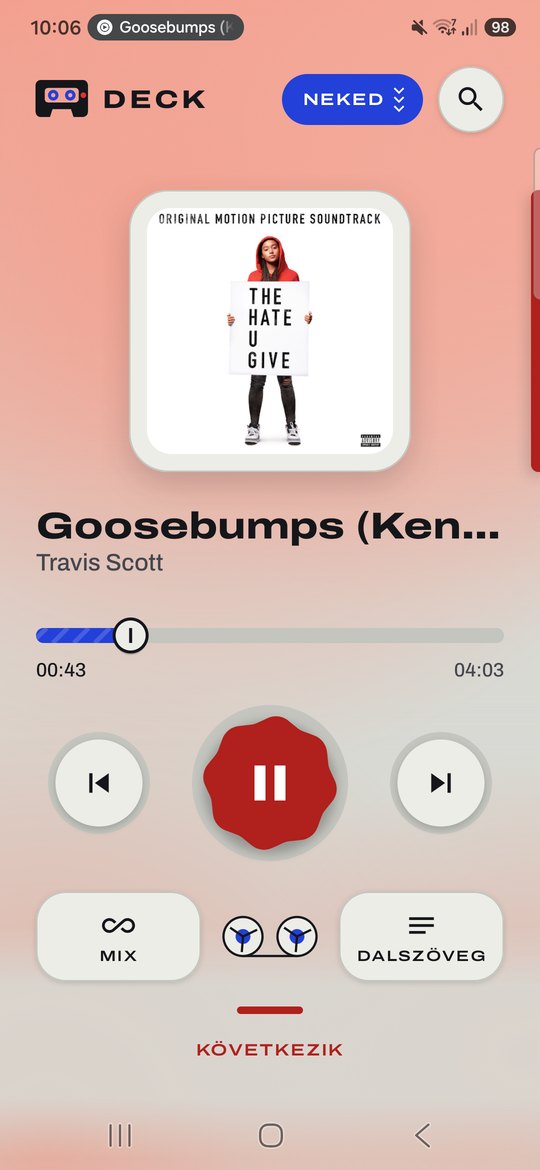 10:06
Goosebumps (K
7
98
DECK
NEKED
ORIGINAL MOTION PICTURE SOUNDTRACK
THE
HATE
U
GIVE
Goosebumps (Ken...
Travis Scott
00:43
04:03
MIX
DALSZÖVEG
KÖVETKEZIK